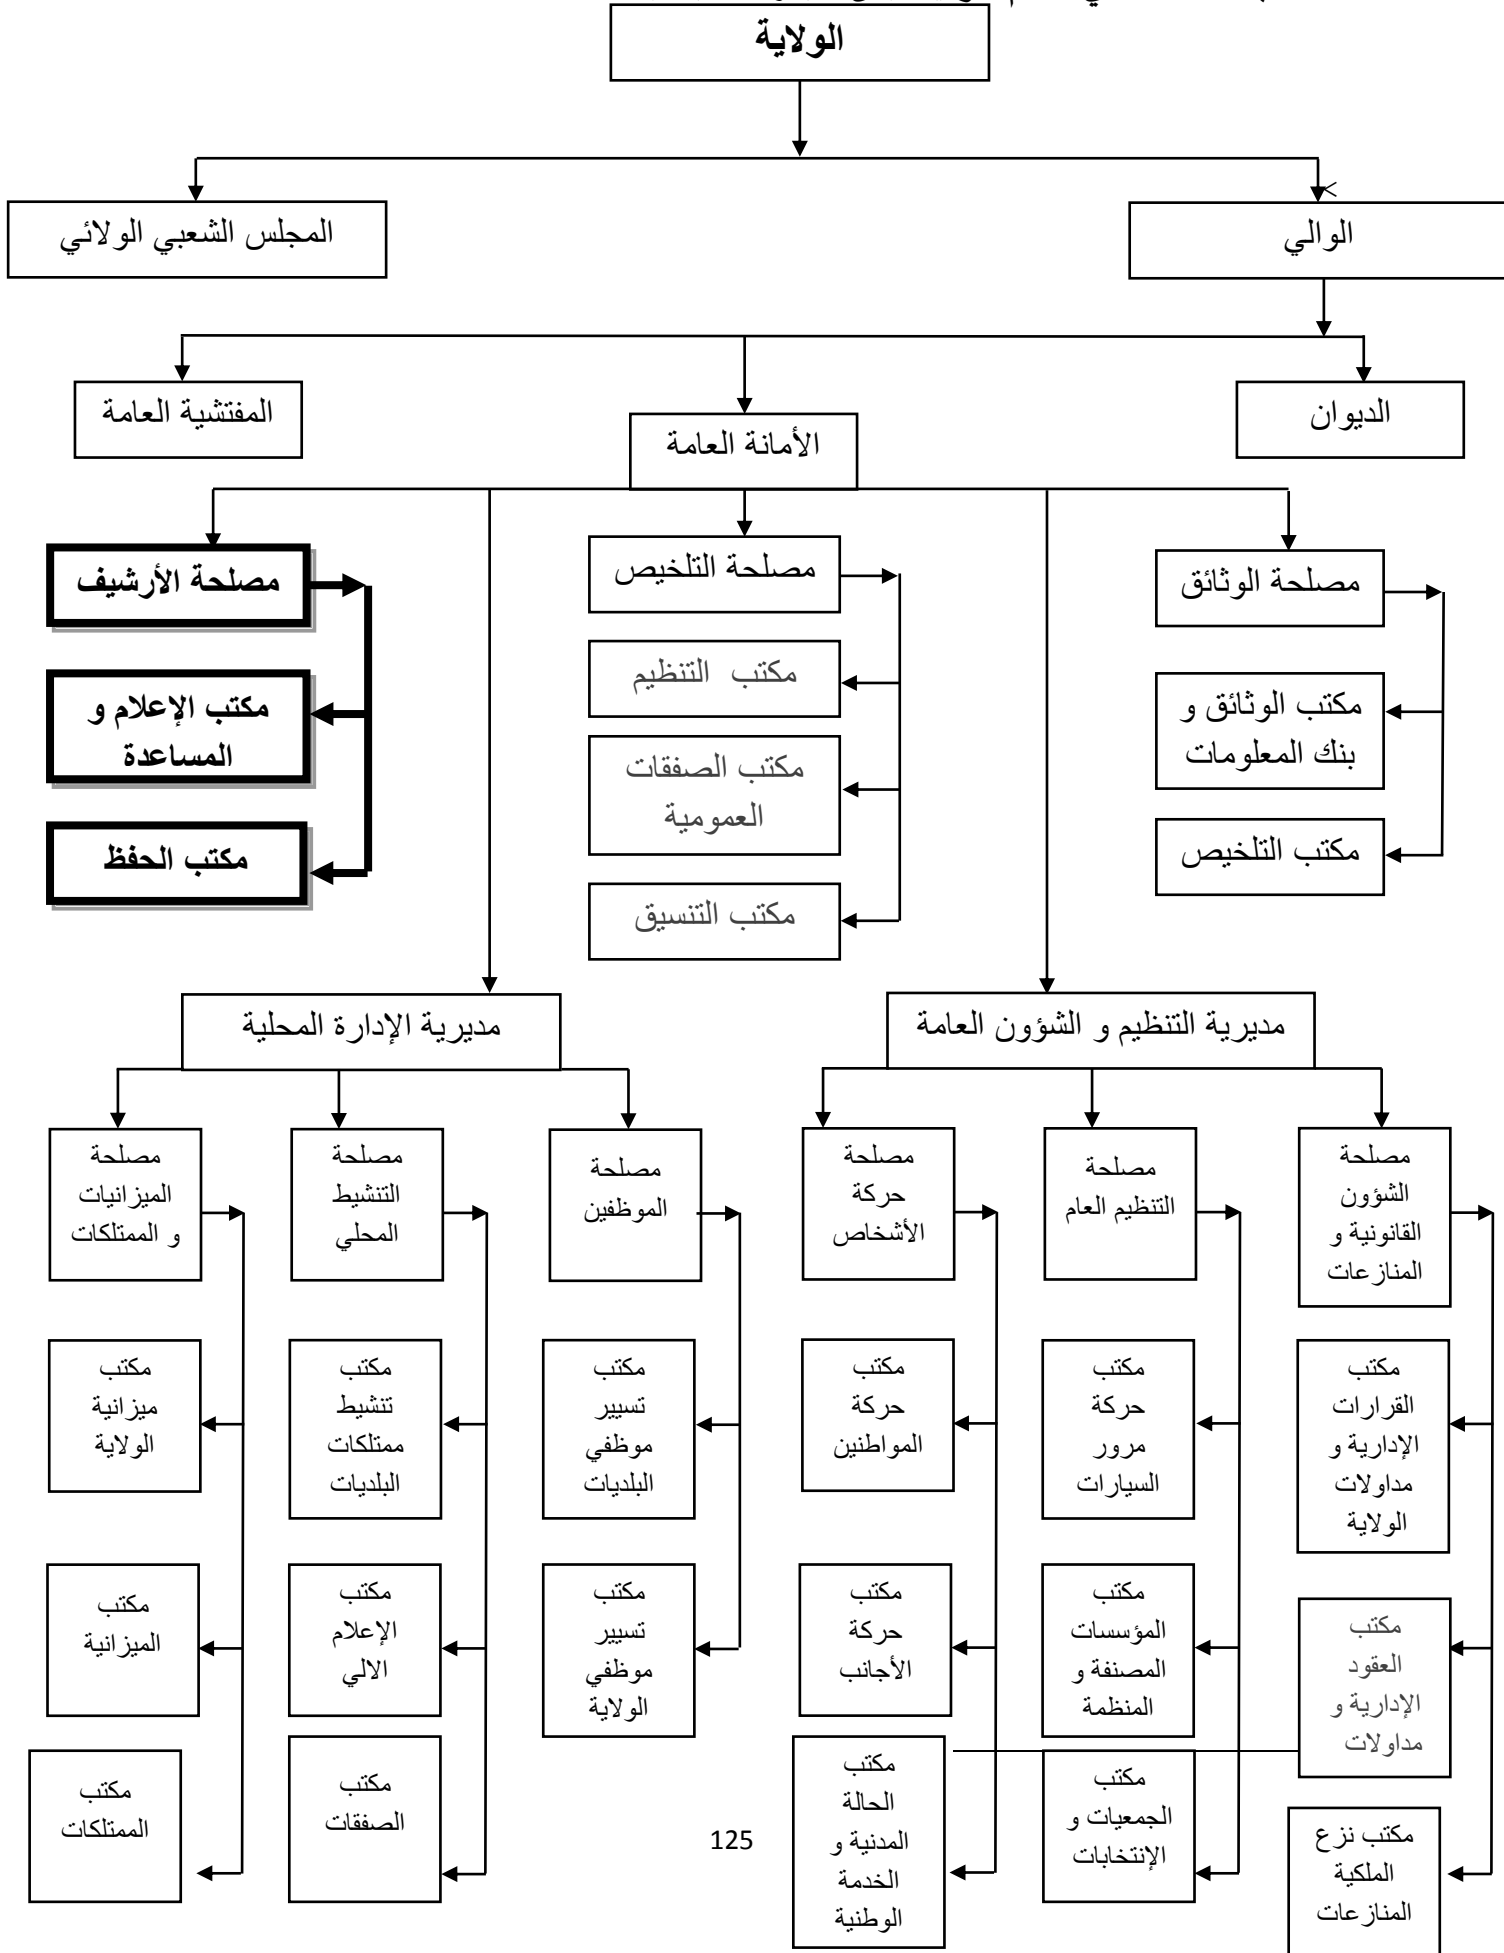 الولاية
الوالي
المجلس الشعبي الولائي
الديوان
الأمانة العامة
المفتشية العامة
مصلحة الوثائق
مكتب الوثائق و
بنك المعلومات
مكتب التلخيص
مصلحة التلخيص
مكتب التنظيم
مكتب الصفقات
العمومية
مكتب التنسيق
مصلحة الأرشيف
مكتب الإعلام و
المساعدة
مكتب الحفظ
مديرية التنظيم و الشؤون العامة
مصلحة
الشؤون
القانونية و
المنازعات
مكتب
القرارات
الإدارية و
مداولات
الولاية
مكتب
العقود
الإدارية و
مداولات
مكتب نزع
الملكية
المنازعات
مصلحة
التنظيم العام
مكتب
حركة
مرور
السيارات
مكتب
المؤسسات
المصنفة و
المنظمة
مكتب
الجمعيات و
الإنتخابات
مصلحة
حركة
الأشخاص
مكتب
حركة
المواطنين
مكتب
حركة
الأجانب
مكتب
الحالة
المدنية و
الخدمة
الوطنية
مديرية الإدارة المحلية
مصلحة
الموظفين
مكتب
تسيير
موظفي
البلديات
مكتب
تسيير
موظفي
الولاية
مصلحة
التنشيط
المحلي
مكتب
تنشيط
ممتلكات
البلديات
مكتب
الإعلام
الالي
مكتب
الصفقات
مصلحة
الميزانيات
و الممتلكات
مكتب
ميزانية
الولاية
مكتب
الميزانية
مكتب
الممتلكات
125